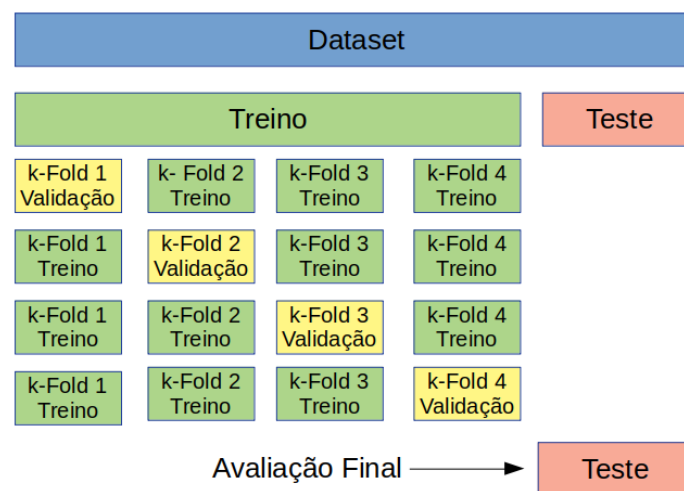 Dataset
Treino Teste
k-Fold 1 k- Fold 2 k-Fold 3 k-Fold 4
Validação Treino Treino Treino
k-Fold 1 k-Fold 2 k-Fold 3 k-Fold 4
Treino Validação Treino Treino
k-Fold 1 k-Fold 2 k-Fold 3 k-Fold 4
Treino Treino Validação Treino
k-Fold 1 k-Fold 2 k-Fold 3 k-Fold 4
Treino Treino Treino Validação
Avaliação Final Teste